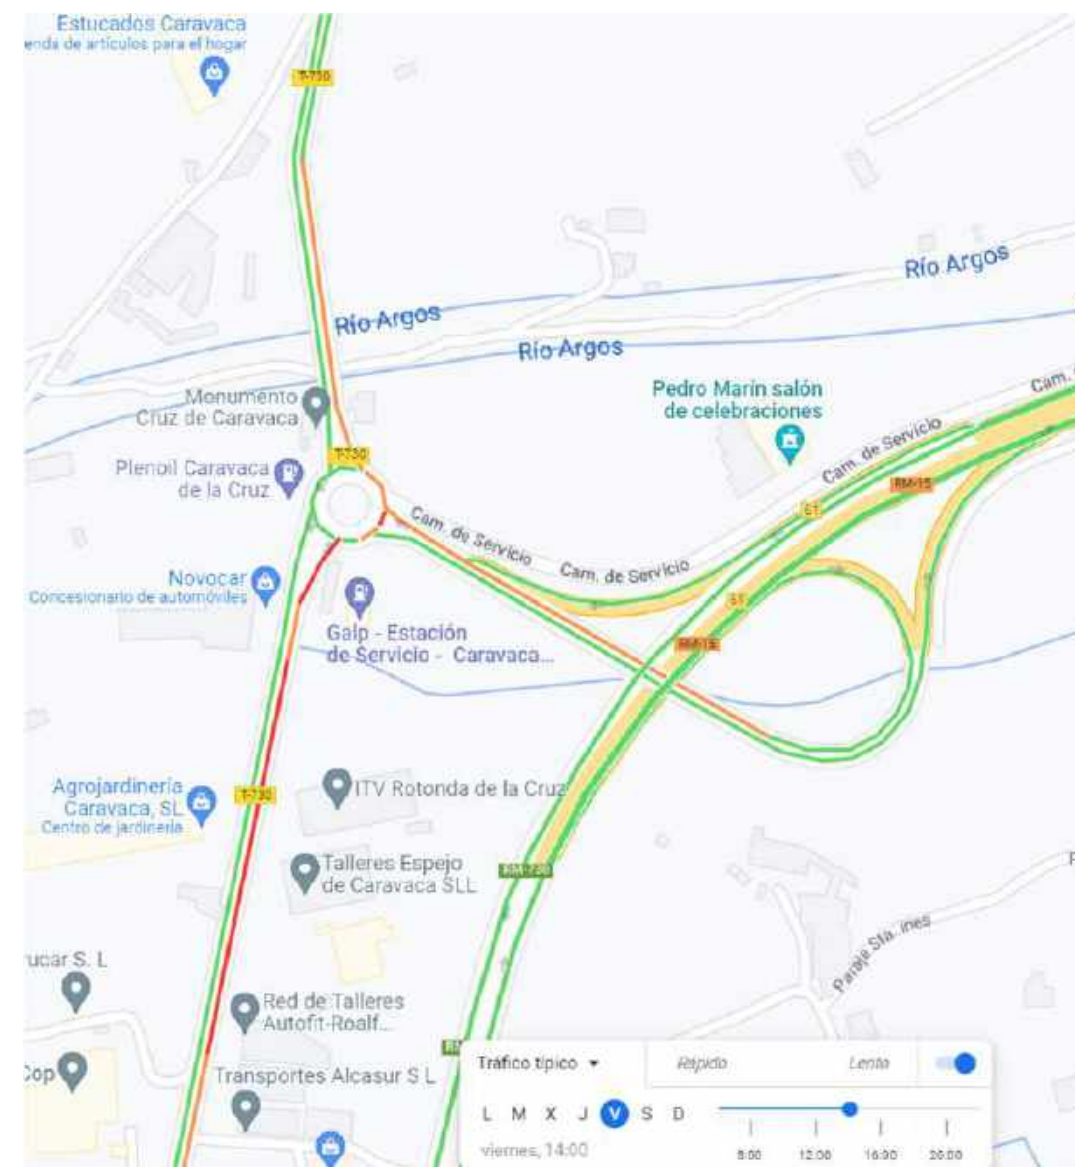 Estucados Caravaca
enda de artículos para el hogar
T-730
Río Argos
Río Argos
Río Argos
Monumento
Cruz de Caravaca
Pedro Marín salón
de celebraciones
Cam.
Cam. de Servicio
T-730
Plenoil Caravaca
de la Cruz
RM-15
61
Cam. de Servicio
Cam. de Servicio
Novocar
Concesionario de automóviles
61
Galp - Estación
de Servicio - Caravaca...
RM-15
Agrojardinería
Caravaca, SL
Centro de jardinería
T-730
ITV Rotonda de la Cruz
Talleres Espejo
de Caravaca SLL
RM-730
Paraje Sta. Ines
rucar S. L
Red de Talleres
Autofit-Roalf...
Cop
Transportes Alcasur S L
Tráfico típico
Rápido
Lento
L M X J V S D
viernes, 14:00
8:00 12:00 16:00 20:00